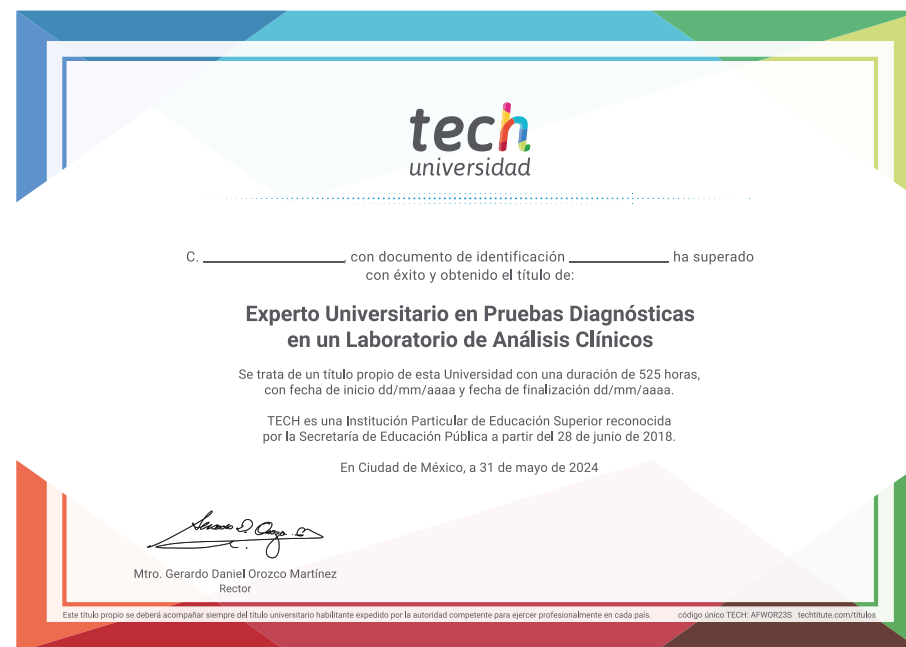 tech
universidad
C. ____________, con documento de identificación ____________ ha superado
con éxito y obtenido el título de:
Experto Universitario en Pruebas Diagnósticas
en un Laboratorio de Análisis Clínicos
Se trata de un título propio de esta Universidad con una duración de 525 horas,
con fecha de inicio dd/mm/aaaa y fecha de finalización dd/mm/aaaa.
TECH es una Institución Particular de Educación Superior reconocida
por la Secretaría de Educación Pública a partir del 28 de junio de 2018.
En Ciudad de México, a 31 de mayo de 2024
Mtro. Gerardo Daniel Orozco Martínez
Rector
Este título propio se deberá acompañar siempre del título universitario habilitante expedido por la autoridad competente para ejercer profesionalmente en cada país. código único TECH: AFWOR23S techtitute.com/titulos